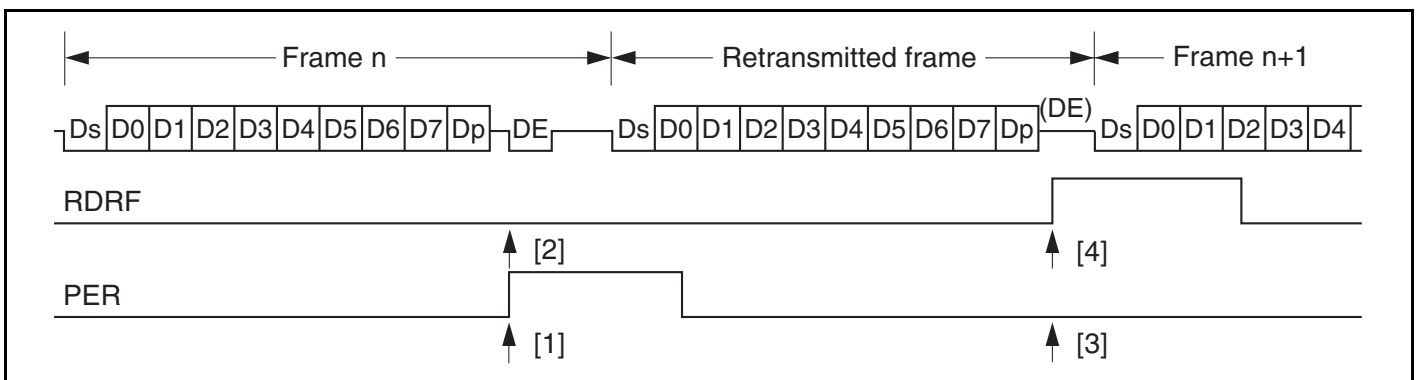 Frame n Retransmitted frame Frame n+1
Ds D0 D1 D2 D3 D4 D5 D6 D7 Dp DE Ds D0 D1 D2 D3 D4 D5 D6 D7 Dp (DE) Ds D0 D1 D2 D3 D4
RDRF
[2] [4]
PER
[1] [3]